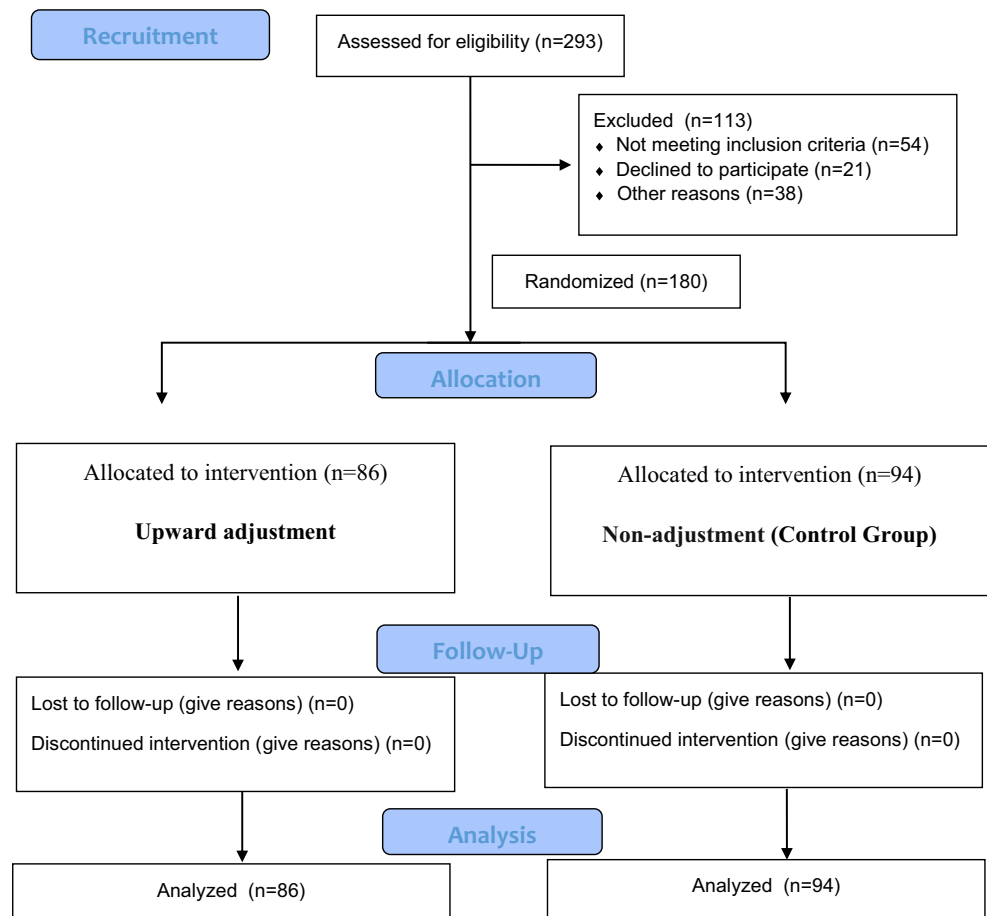 Recruitment
Assessed for eligibility (n=293)
Excluded (n=113)
♦ Not meeting inclusion criteria (n=54)
♦ Declined to participate (n=21)
♦ Other reasons (n=38)
Randomized (n=180)
Allocation
Allocated to intervention (n=86)
Upward adjustment
Allocated to intervention (n=94)
Non-adjustment (Control Group)
Follow-Up
Lost to follow-up (give reasons) (n=0)
Discontinued intervention (give reasons) (n=0)
Lost to follow-up (give reasons) (n=0)
Discontinued intervention (give reasons) (n=0)
Analysis
Analyzed (n=86)
Analyzed (n=94)